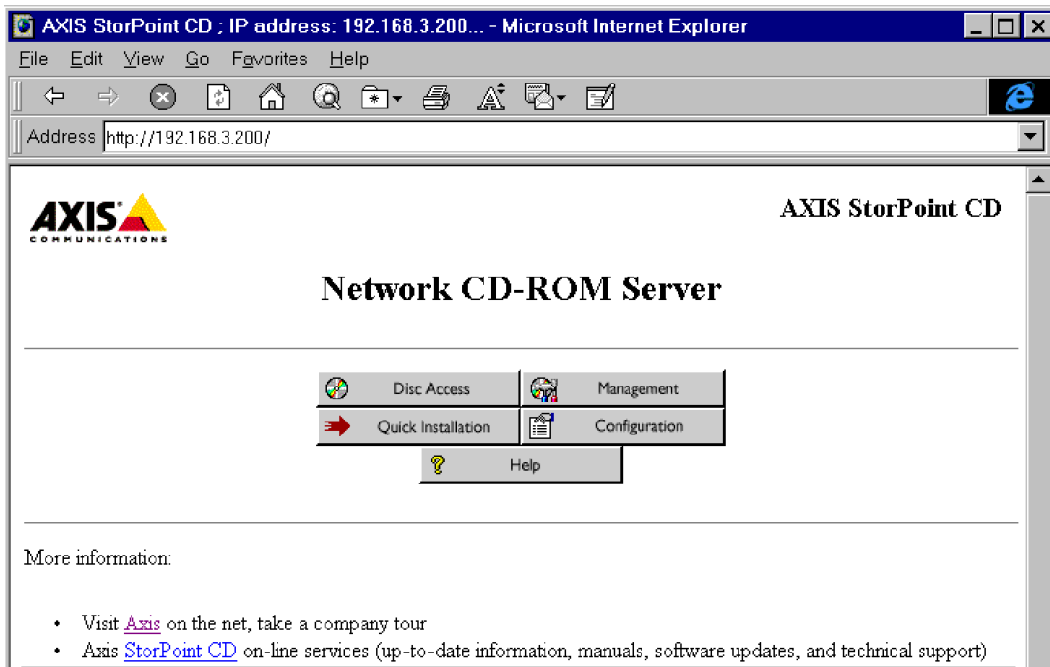 AXIS StorPoint CD ; IP address: 192.168.3.200... - Microsoft Internet Explorer
File Edit View Go Favorites Help
Address http://192.168.3.200/
AXIS
COMMUNICATIONS
AXIS StorPoint CD
Network CD-ROM Server
Disc Access Management
Quick Installation Configuration
Help
More information:
• Visit Axis on the net, take a company tour
• Axis StorPoint CD on-line services (up-to-date information, manuals, software updates, and technical support)